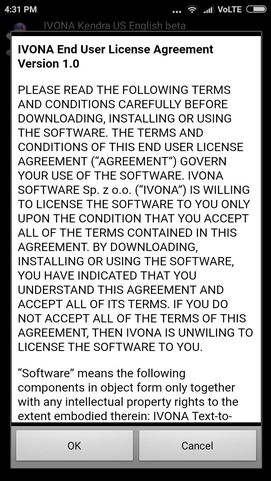 4:31 PM
VoLTE
IVONA Kendra US English beta
IVONA End User License Agreement
Version 1.0
PLEASE READ THE FOLLOWING TERMS
AND CONDITIONS CAREFULLY BEFORE
DOWNLOADING, INSTALLING OR USING
THE SOFTWARE. THE TERMS AND
CONDITIONS OF THIS END USER LICENSE
AGREEMENT (“AGREEMENT”) GOVERN
YOUR USE OF THE SOFTWARE. IVONA
SOFTWARE Sp. z o.o. (“IVONA”) IS WILLING
TO LICENSE THE SOFTWARE TO YOU ONLY
UPON THE CONDITION THAT YOU ACCEPT
ALL OF THE TERMS CONTAINED IN THIS
AGREEMENT. BY DOWNLOADING,
INSTALLING OR USING THE SOFTWARE,
YOU HAVE INDICATED THAT YOU
UNDERSTAND THIS AGREEMENT AND
ACCEPT ALL OF ITS TERMS. IF YOU DO
NOT ACCEPT ALL OF THE TERMS OF THIS
AGREEMENT, THEN IVONA IS UNWILING TO
LICENSE THE SOFTWARE TO YOU.
“Software” means the following
components in object form only together
with any intellectual property rights to the
extent embodied therein: IVONA Text-to-
OK
Cancel